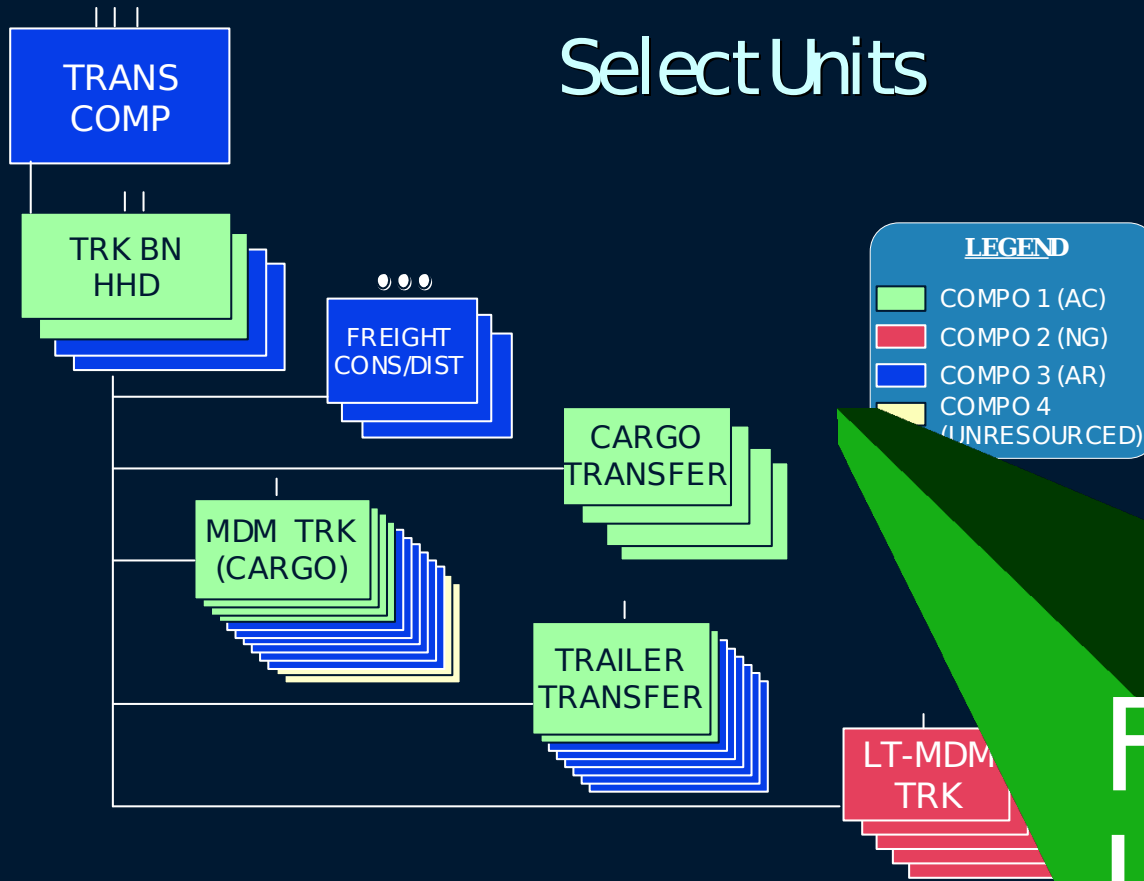 Select Units
TRANS
COMP
TRK BN
HHD
FREIGHT
CONS/DIST
LEGEND
COMPO 1 (AC)
COMPO 2 (NG)
COMPO 3 (AR)
COMPO 4
(UNRESOURCED)
CARGO
TRANSFER
MDM TRK
(CARGO)
TRAILER
TRANSFER
LT-MDM
TRK